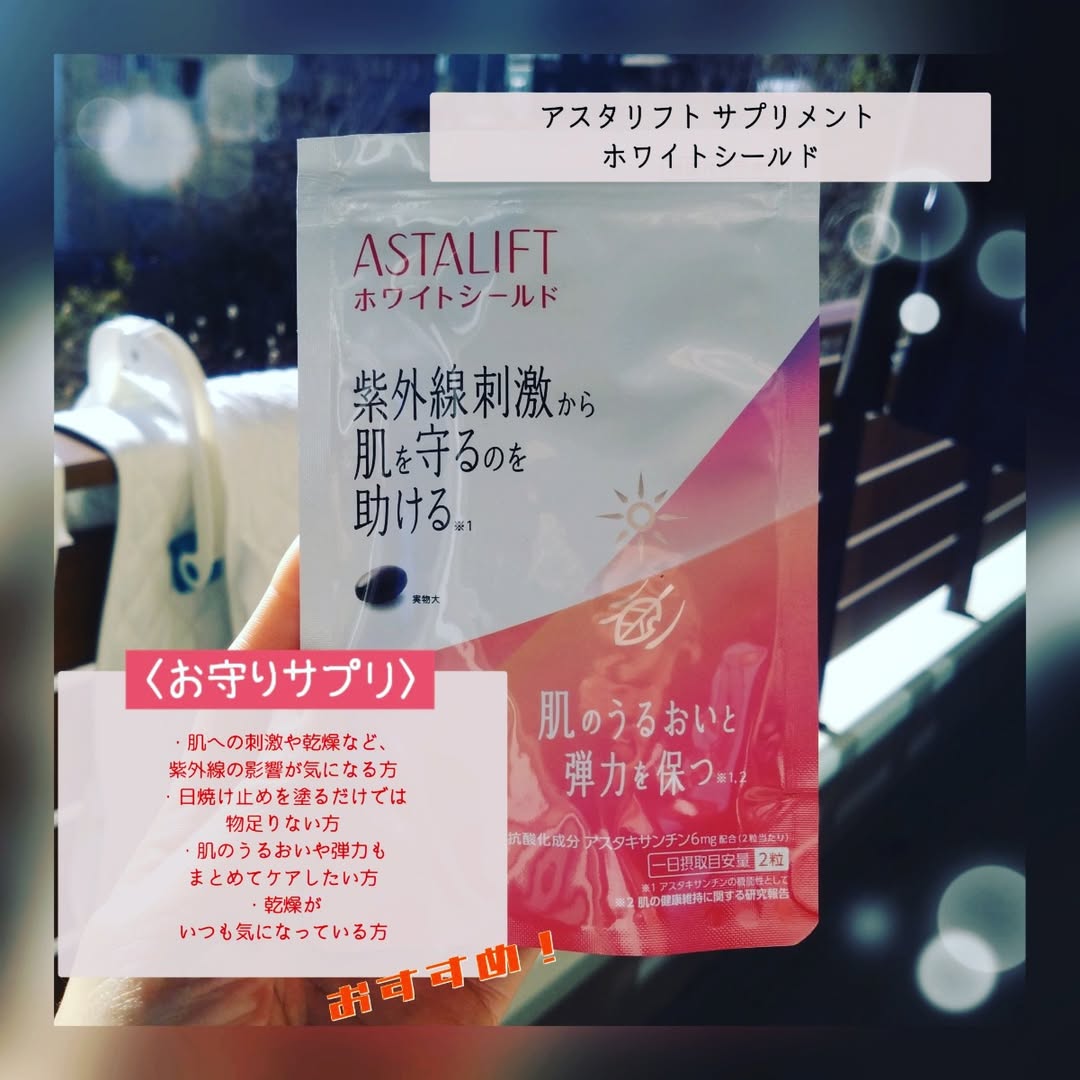 アスタリフト サプリメント
ホワイトシールド
ASTALIFT
ホワイトシールド
紫外線刺激から
肌を守るのを
助ける※1
実物大
肌のうるおいと
弾力を保つ※1,2
抗酸化成分 アスタキサンチン6mg配合(2粒当たり)
一日摂取目安量 2粒
※1 アスタキサンチンの機能性として
※2 肌の健康維持に関する研究報告
〈お守りサプリ〉
・肌への刺激や乾燥など、
紫外線の影響が気になる方
・日焼け止めを塗るだけでは
物足りない方
・肌のうるおいや弾力も
まとめてケアしたい方
・乾燥が
いつも気になっている方
おすすめ！